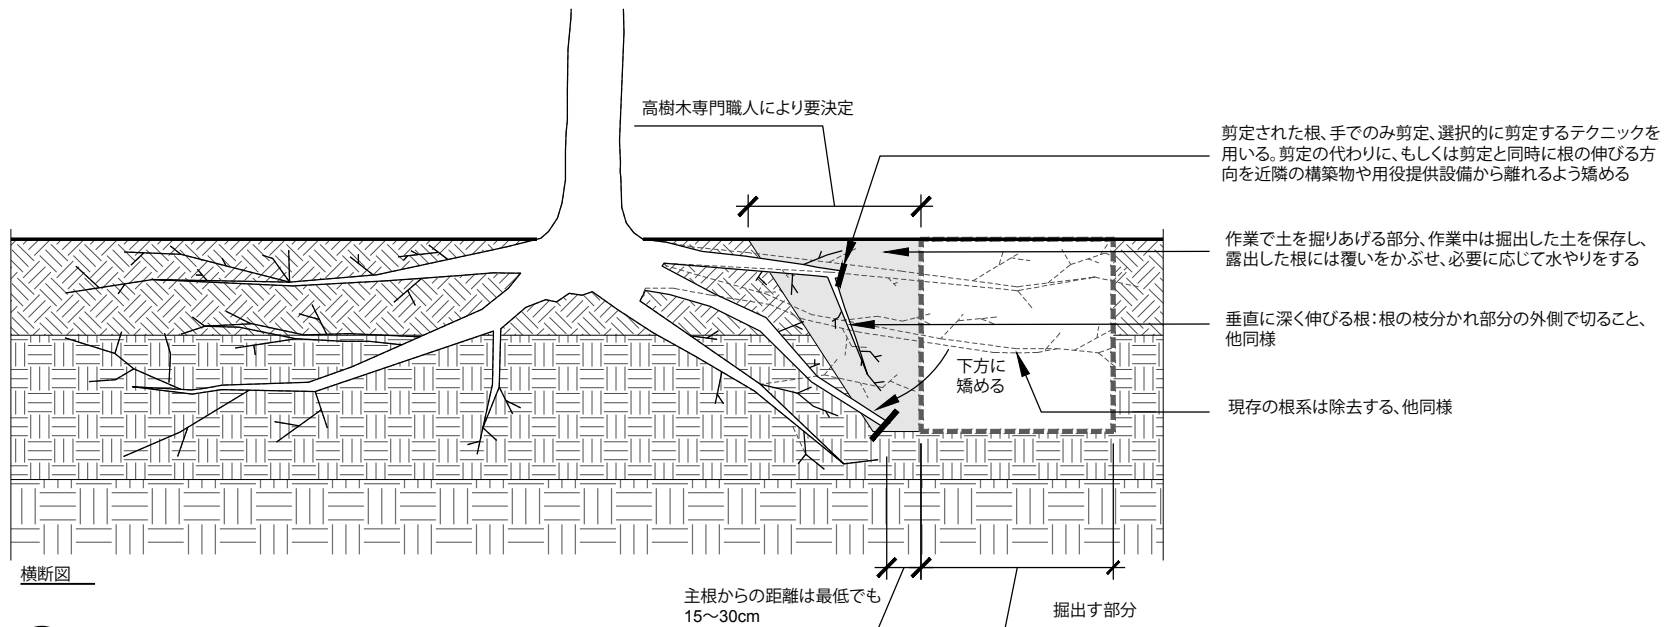 高樹木専門職人により要決定
剪定された根、手でのみ剪定、選択的に剪定するテクニックを
用いる。剪定の代わりに、もしくは剪定と同時に根の伸びる方
向を近隣の構築物や用役提供設備から離れるよう矯める
作業で土を掘りあげる部分、作業中は掘出した土を保存し、
露出した根には覆いをかぶせ、必要に応じて水やりをする
垂直に深く伸びる根：根の枝分かれ部分の外側で切ること、
他同様
下方に
矯める
現存の根系は除去する、他同様
横断図
主根からの距離は最低でも
15～30cm
掘出す部分